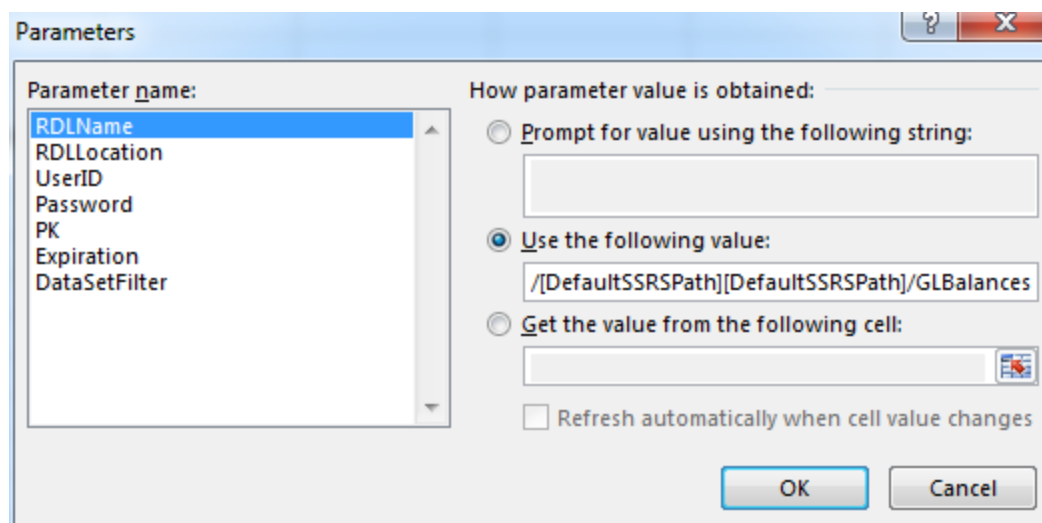 Parameters
?
X
Parameter name:
RDLName
RDLLocation
UserID
Password
PK
Expiration
DataSetFilter
How parameter value is obtained:
Prompt for value using the following string:
Use the following value:
/[DefaultSSRSPath][DefaultSSRSPath]/GLBalances
Get the value from the following cell:
Refresh automatically when cell value changes
OK
Cancel